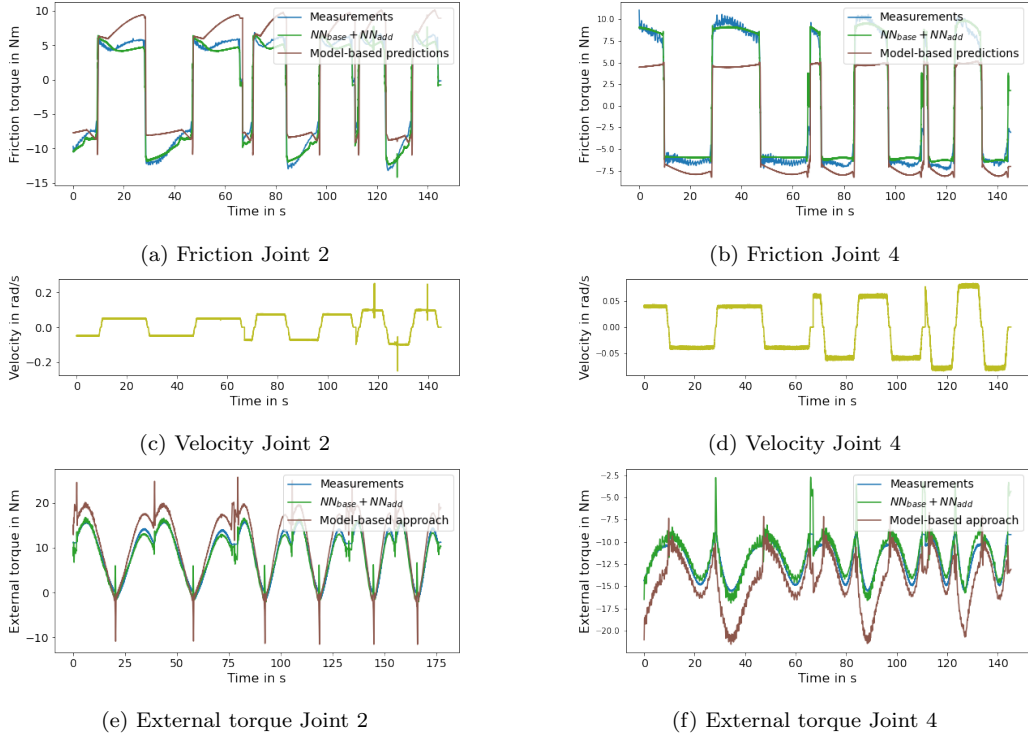 Friction torque in Nm
10
5
0
−5
−10
−15
Measurements
NN_base + NN_add
Model-based predictions
0 20 40 60 80 100 120 140
Time in s
(a) Friction Joint 2
Friction torque in Nm
10.0
7.5
5.0
2.5
0.0
−2.5
−5.0
−7.5
Measurements
NN_base + NN_add
Model-based predictions
0 20 40 60 80 100 120 140
Time in s
(b) Friction Joint 4
Velocity in rad/s
0.2
0.0
−0.2
0 20 40 60 80 100 120 140
Time in s
(c) Velocity Joint 2
Velocity in rad/s
0.05
0.00
−0.05
0 20 40 60 80 100 120 140
Time in s
(d) Velocity Joint 4
External torque in Nm
20
10
0
−10
Measurements
NN_base + NN_add
Model-based approach
0 25 50 75 100 125 150 175
Time in s
(e) External torque Joint 2
External torque in Nm
−2.5
−5.0
−7.5
−10.0
−12.5
−15.0
−17.5
−20.0
Measurements
NN_base + NN_add
Model-based approach
0 20 40 60 80 100 120 140
Time in s
(f) External torque Joint 4